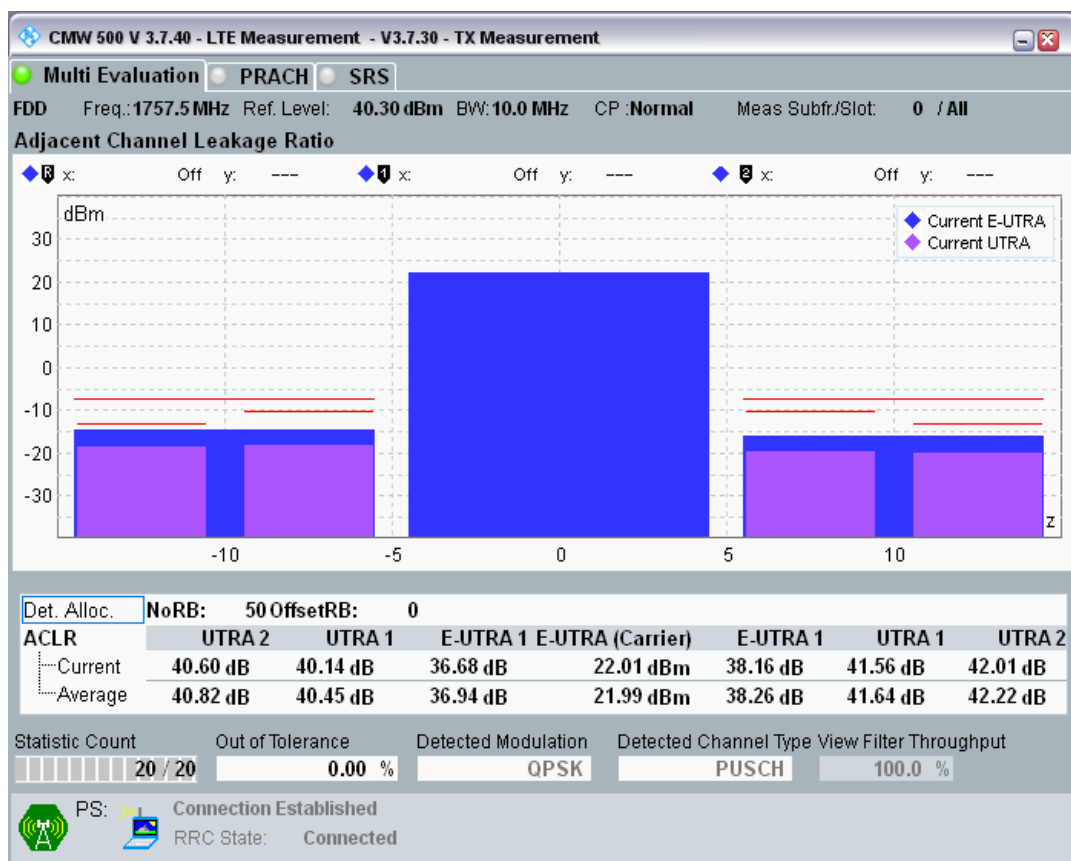 CMW 500 V 3.7.40 - LTE Measurement - V3.7.30 - TX Measurement
Multi Evaluation PRACH SRS
FDD Freq.: 1757.5 MHz Ref. Level: 40.30 dBm BW: 10.0 MHz CP :Normal Meas Subfr./Slot: 0 / All
Adjacent Channel Leakage Ratio
R x: Off y: --- 1 x: Off y: --- 2 x: Off y: ---
dBm
Current E-UTRA
Current UTRA
30
20
10
0
-10
-20
-30
z
-10 -5 0 5 10
Det. Alloc. NoRB: 50 OffsetRB: 0
ACLR UTRA 2 UTRA 1 E-UTRA 1 E-UTRA (Carrier) E-UTRA 1 UTRA 1 UTRA 2
Current 40.60 dB 40.14 dB 36.68 dB 22.01 dBm 38.16 dB 41.56 dB 42.01 dB
Average 40.82 dB 40.45 dB 36.94 dB 21.99 dBm 38.26 dB 41.64 dB 42.22 dB
Statistic Count Out of Tolerance Detected Modulation Detected Channel Type View Filter Throughput
20 / 20 0.00 % QPSK PUSCH 100.0 %
PS: Connection Established
RRC State: Connected